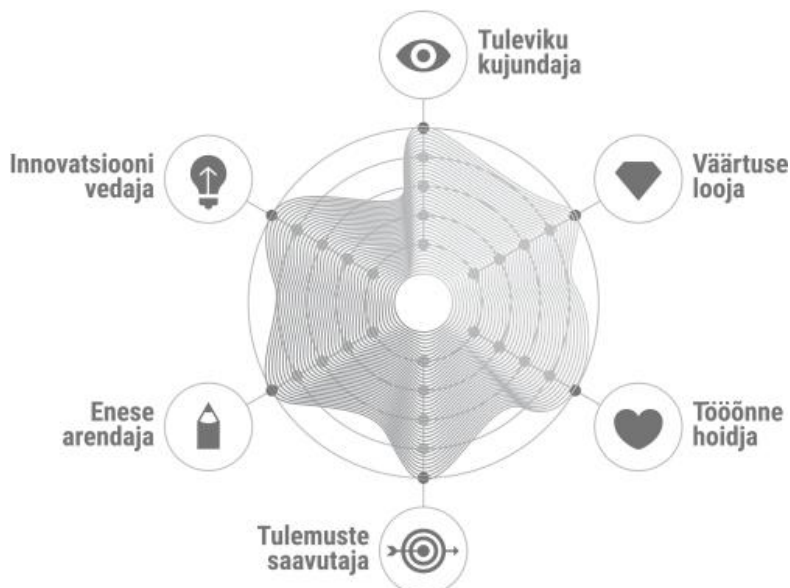 Tuleviku
kujundaja
Innovatsiooni
vedaja
Väärtuse
looja
Enese
arendaja
Tööõnne
hoidja
Tulemuste
saavutaja